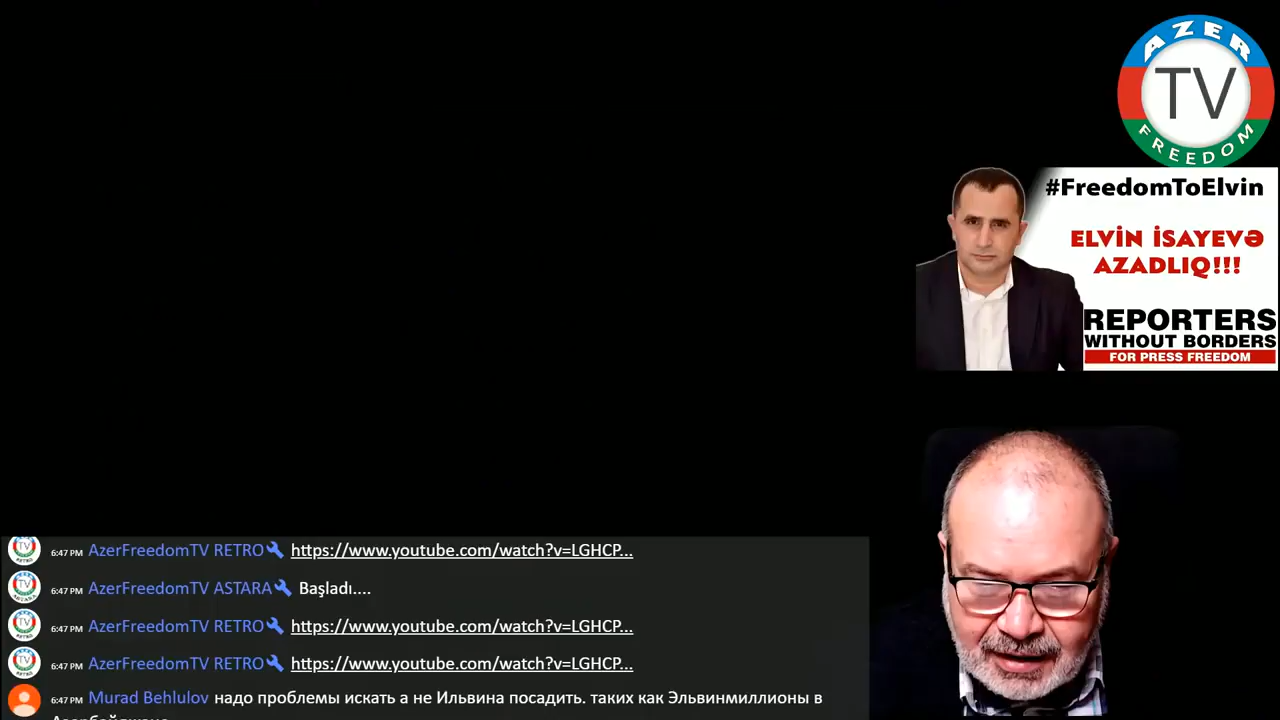 AZER
TV
FREEDOM
#FreedomToElvin
ELVİN İSAYEVƏ
AZADLIQ!!!
REPORTERS
WITHOUT BORDERS
FOR PRESS FREEDOM
6:47 PM AzerFreedomTV RETRO https://www.youtube.com/watch?v=LGHCP...
6:47 PM AzerFreedomTV ASTARA Başladı....
6:47 PM AzerFreedomTV RETRO https://www.youtube.com/watch?v=LGHCP...
6:47 PM AzerFreedomTV RETRO https://www.youtube.com/watch?v=LGHCP...
6:47 PM Murad Behlulov надо проблемы искать а не Ильвина посадить. таких как Эльвинмиллионы в